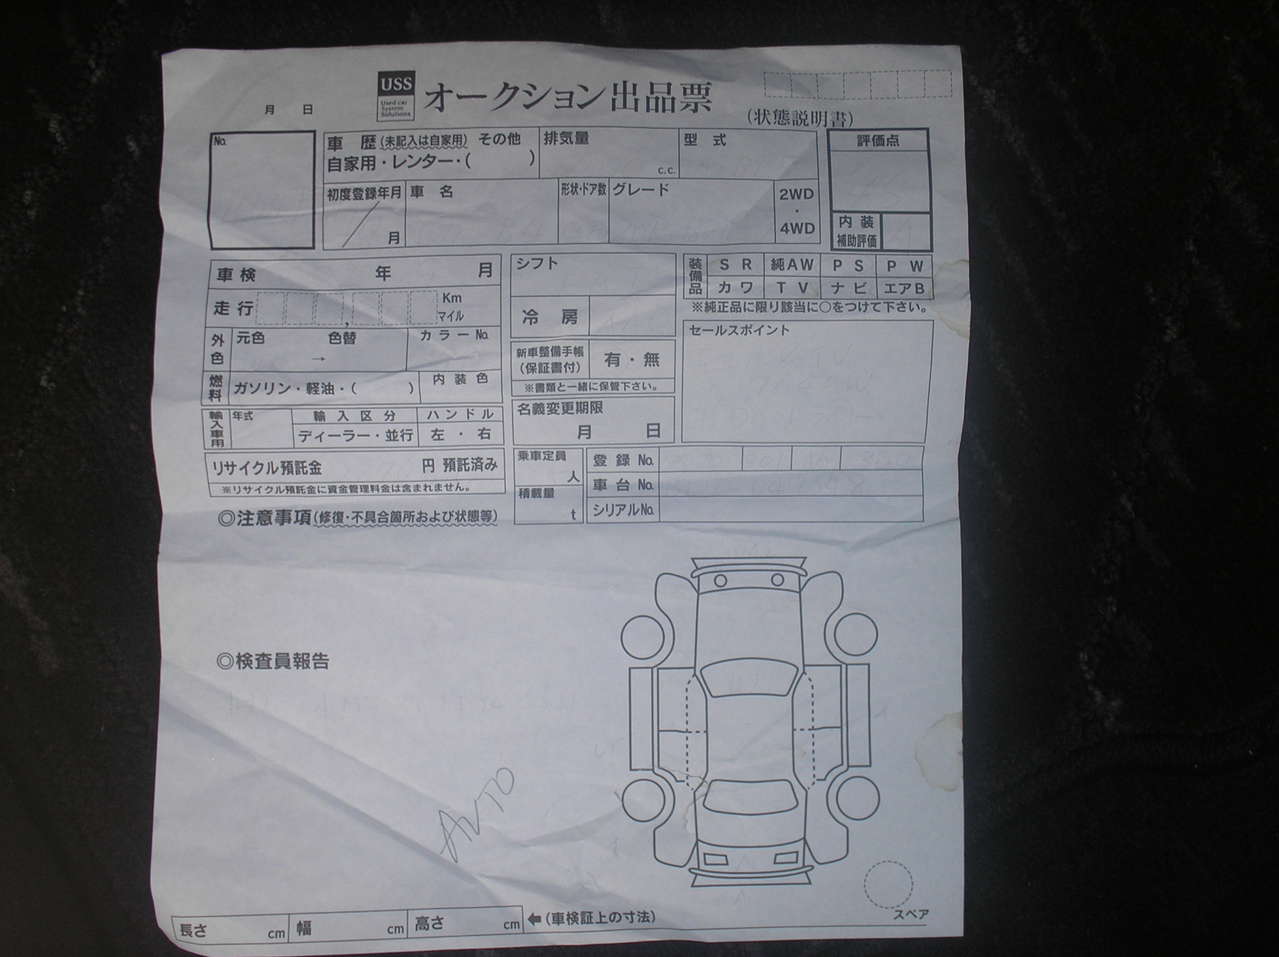 月 日
USS
Used car
System
Solutions
オークション出品票
(状態説明書)
No.
車 歴 (未記入は自家用) その他
自家用・レンター・( )
排気量
c.c.
型 式
評価点
初度登録年月
月
車 名
形状・ドア数
グレード
2WD
・
4WD
内 装
補助評価
車検 年 月
シフト
装備品
S R 純AW P S P W
カワ T V ナビ エアB
※純正品に限り該当に○をつけて下さい。
走行 , Km
マイル
冷 房
セールスポイント
外色
元色 色替
→
カラーNo.
新車整備手帳
(保証書付)
有・無
※書類と一緒に保管下さい。
燃料
ガソリン・軽油・( )
内装色
輸入車用
年式
輸入区分
ディーラー・並行
ハンドル
左・右
名義変更期限
月 日
リサイクル預託金 円 預託済み
※リサイクル預託金に資金管理料金は含まれません。
乗車定員
人
積載量
t
登録 No.
車台 No.
シリアルNo.
◎注意事項(修復・不具合箇所および状態等)
◎検査員報告
AVTO
スペア
長さ cm 幅 cm 高さ cm ←(車検証上の寸法)